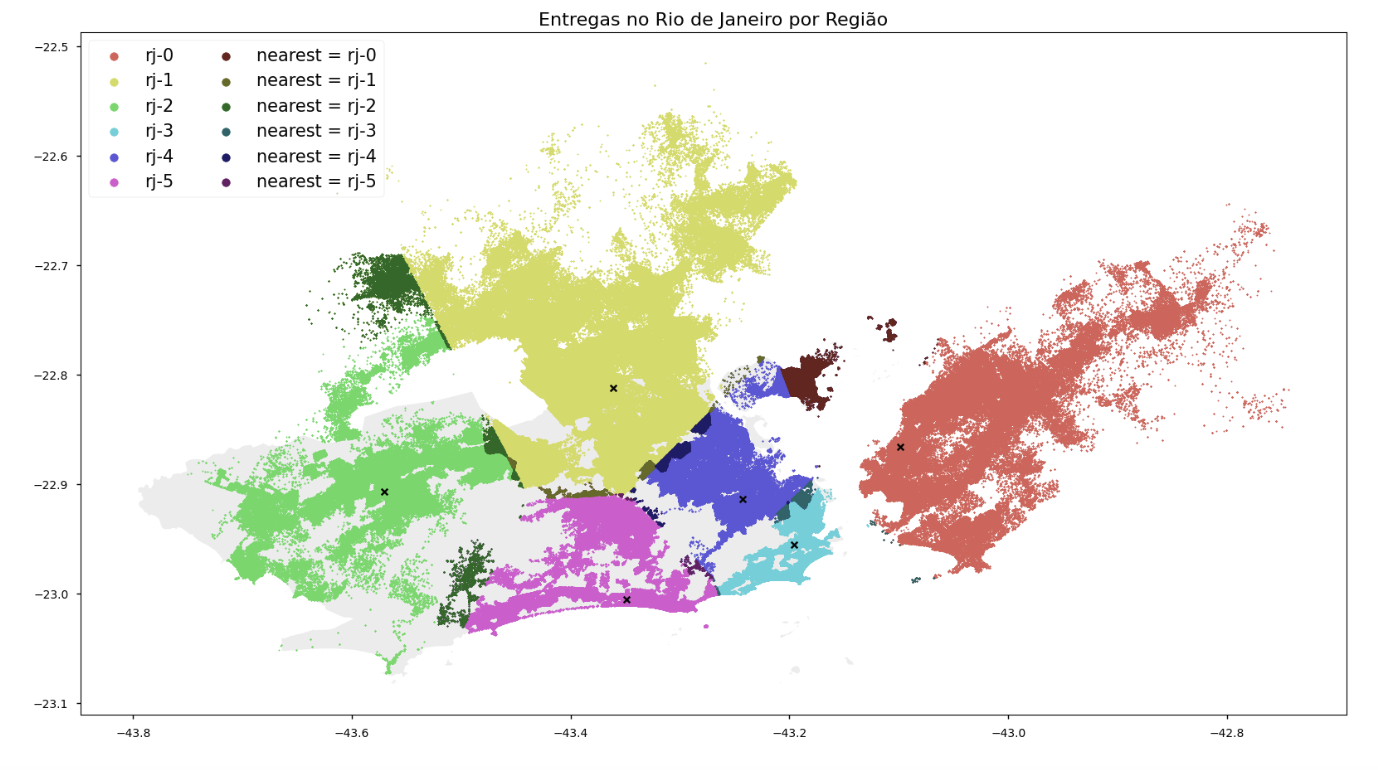 Entregas no Rio de Janeiro por Região
rj-0
rj-1
rj-2
rj-3
rj-4
rj-5
nearest = rj-0
nearest = rj-1
nearest = rj-2
nearest = rj-3
nearest = rj-4
nearest = rj-5
−22.5
−22.6
−22.7
−22.8
−22.9
−23.0
−23.1
−43.8
−43.6
−43.4
−43.2
−43.0
−42.8